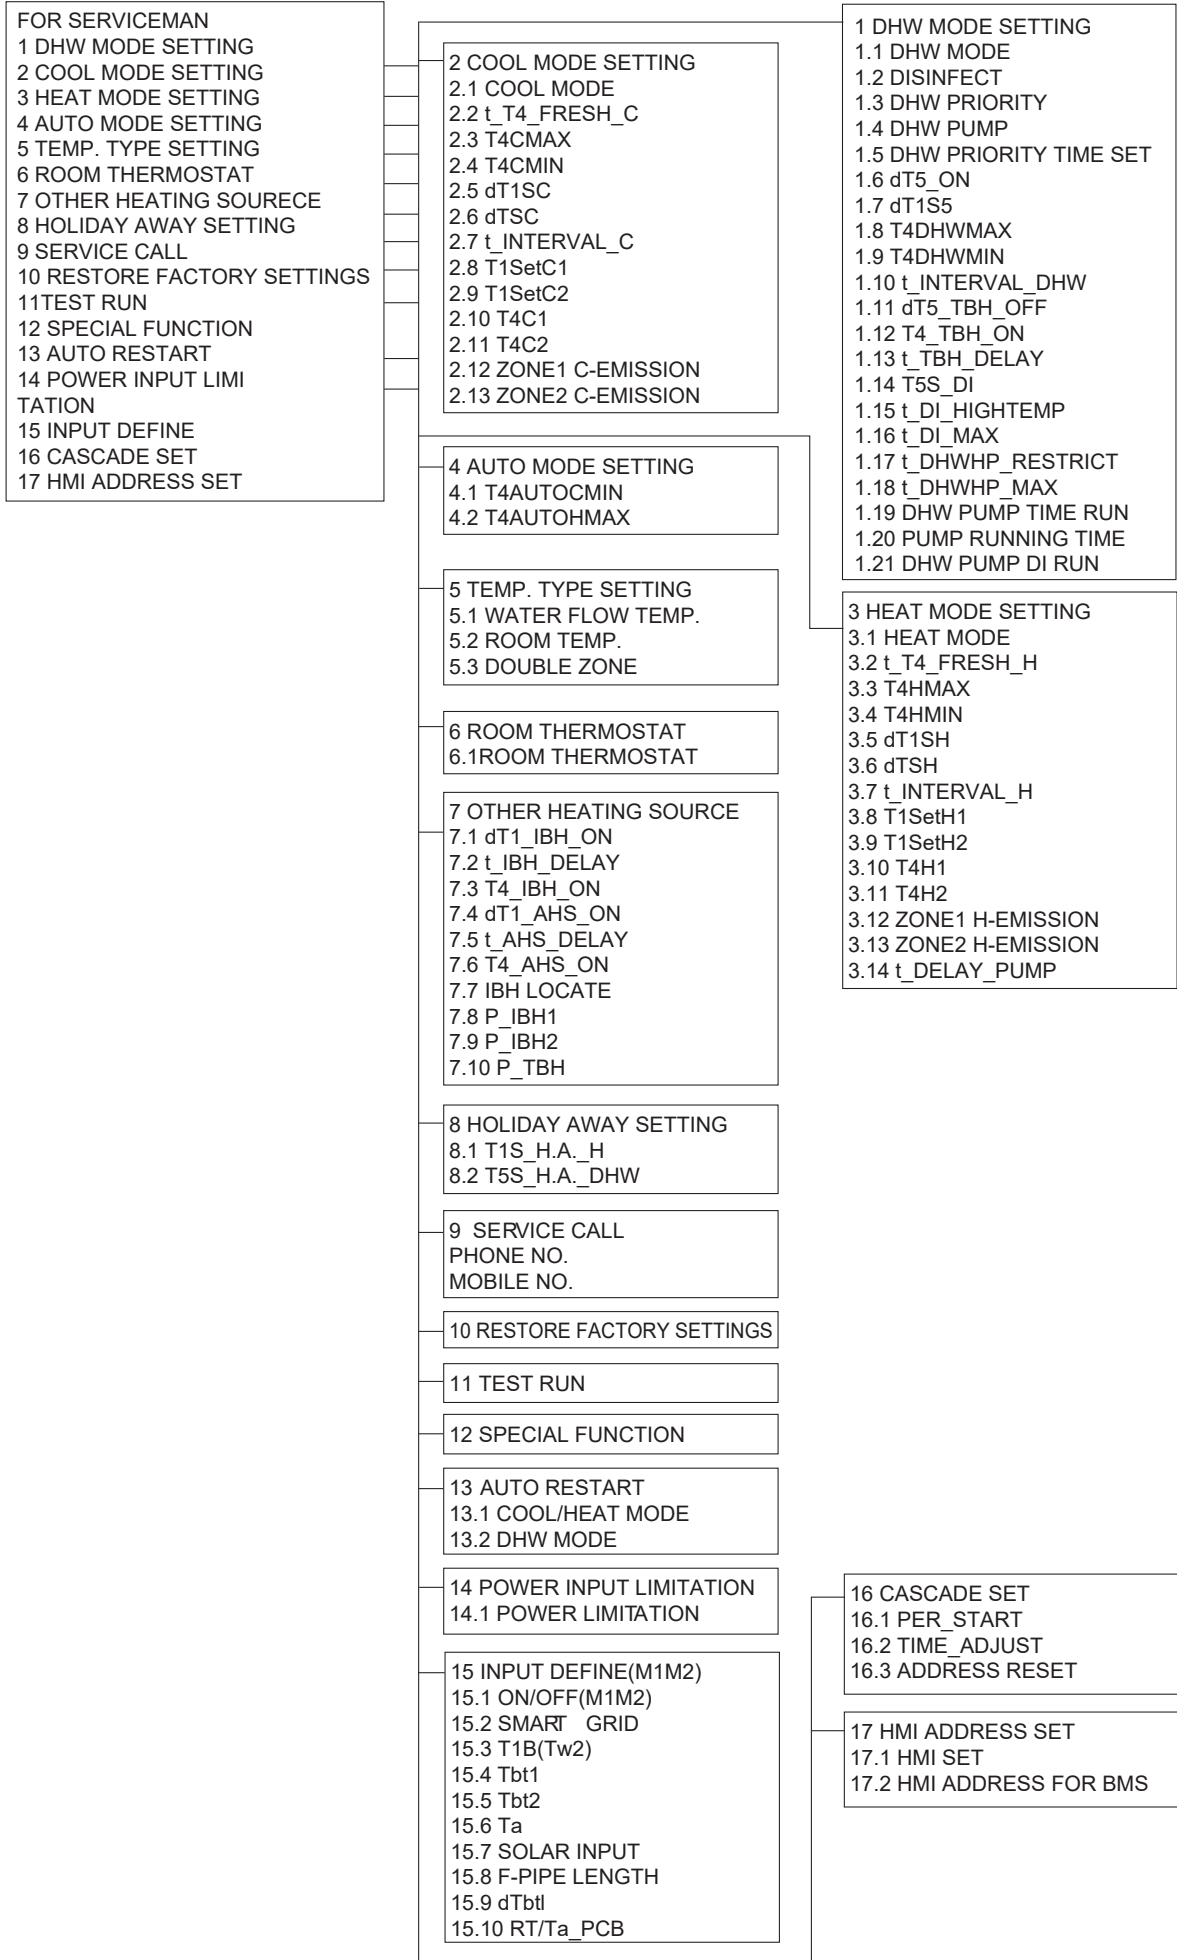 FOR SERVICEMAN
1 DHW MODE SETTING
2 COOL MODE SETTING
3 HEAT MODE SETTING
4 AUTO MODE SETTING
5 TEMP. TYPE SETTING
6 ROOM THERMOSTAT
7 OTHER HEATING SOURECE
8 HOLIDAY AWAY SETTING
9 SERVICE CALL
10 RESTORE FACTORY SETTINGS
11TEST RUN
12 SPECIAL FUNCTION
13 AUTO RESTART
14 POWER INPUT LIMI
TATION
15 INPUT DEFINE
16 CASCADE SET
17 HMI ADDRESS SET
2 COOL MODE SETTING
2.1 COOL MODE
2.2 t_T4_FRESH_C
2.3 T4CMAX
2.4 T4CMIN
2.5 dT1SC
2.6 dTSC
2.7 t_INTERVAL_C
2.8 T1SetC1
2.9 T1SetC2
2.10 T4C1
2.11 T4C2
2.12 ZONE1 C-EMISSION
2.13 ZONE2 C-EMISSION
4 AUTO MODE SETTING
4.1 T4AUTOCMIN
4.2 T4AUTOHMAX
5 TEMP. TYPE SETTING
5.1 WATER FLOW TEMP.
5.2 ROOM TEMP.
5.3 DOUBLE ZONE
6 ROOM THERMOSTAT
6.1ROOM THERMOSTAT
7 OTHER HEATING SOURCE
7.1 dT1_IBH_ON
7.2 t_IBH_DELAY
7.3 T4_IBH_ON
7.4 dT1_AHS_ON
7.5 t_AHS_DELAY
7.6 T4_AHS_ON
7.7 IBH LOCATE
7.8 P_IBH1
7.9 P_IBH2
7.10 P_TBH
8 HOLIDAY AWAY SETTING
8.1 T1S_H.A._H
8.2 T5S_H.A._DHW
9 SERVICE CALL
PHONE NO.
MOBILE NO.
10 RESTORE FACTORY SETTINGS
11 TEST RUN
12 SPECIAL FUNCTION
13 AUTO RESTART
13.1 COOL/HEAT MODE
13.2 DHW MODE
14 POWER INPUT LIMITATION
14.1 POWER LIMITATION
15 INPUT DEFINE(M1M2)
15.1 ON/OFF(M1M2)
15.2 SMART GRID
15.3 T1B(Tw2)
15.4 Tbt1
15.5 Tbt2
15.6 Ta
15.7 SOLAR INPUT
15.8 F-PIPE LENGTH
15.9 dTbtl
15.10 RT/Ta_PCB
1 DHW MODE SETTING
1.1 DHW MODE
1.2 DISINFECT
1.3 DHW PRIORITY
1.4 DHW PUMP
1.5 DHW PRIORITY TIME SET
1.6 dT5_ON
1.7 dT1S5
1.8 T4DHWMAX
1.9 T4DHWMIN
1.10 t_INTERVAL_DHW
1.11 dT5_TBH_OFF
1.12 T4_TBH_ON
1.13 t_TBH_DELAY
1.14 T5S_DI
1.15 t_DI_HIGHTEMP
1.16 t_DI_MAX
1.17 t_DHWHP_RESTRICT
1.18 t_DHWHP_MAX
1.19 DHW PUMP TIME RUN
1.20 PUMP RUNNING TIME
1.21 DHW PUMP DI RUN
3 HEAT MODE SETTING
3.1 HEAT MODE
3.2 t_T4_FRESH_H
3.3 T4HMAX
3.4 T4HMIN
3.5 dT1SH
3.6 dTSH
3.7 t_INTERVAL_H
3.8 T1SetH1
3.9 T1SetH2
3.10 T4H1
3.11 T4H2
3.12 ZONE1 H-EMISSION
3.13 ZONE2 H-EMISSION
3.14 t_DELAY_PUMP
16 CASCADE SET
16.1 PER_START
16.2 TIME_ADJUST
16.3 ADDRESS RESET
17 HMI ADDRESS SET
17.1 HMI SET
17.2 HMI ADDRESS FOR BMS